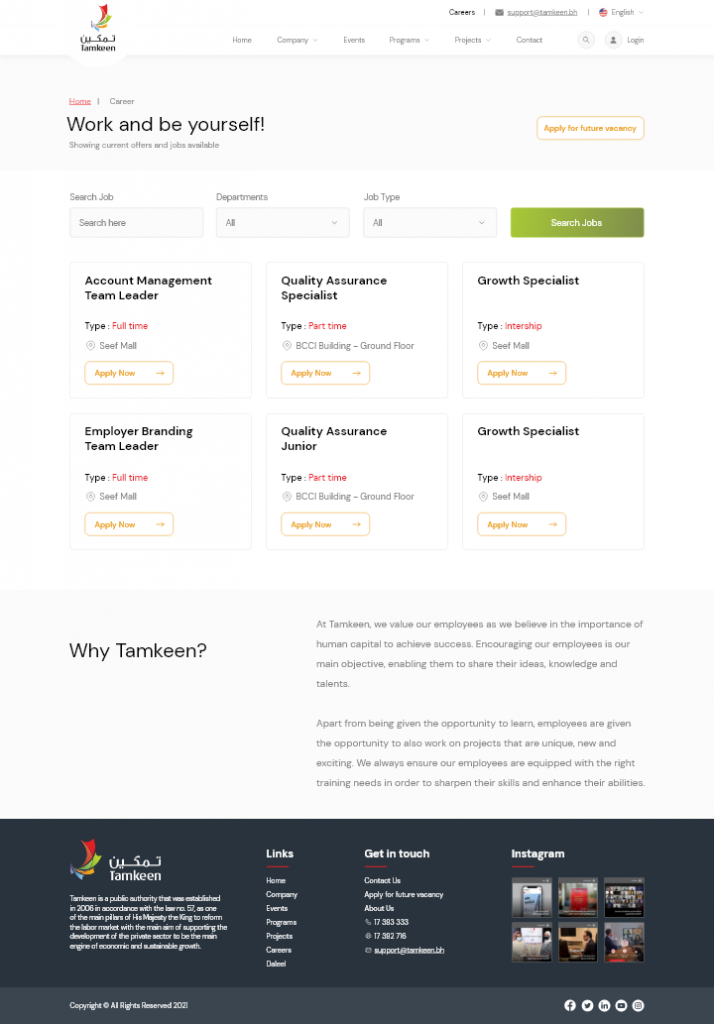 Careers | support@tamkeen.bh | English
تمكين
Tamkeen
Home Company Events Programs Projects Contact Login
Home | Career
Work and be yourself!
Apply for future vacancy
Showing current offers and jobs available
Search Job Departments Job Type
Search here All All Search Jobs
Account Management
Team Leader
Type : Full time
Seef Mall
Apply Now
Quality Assurance
Specialist
Type : Part time
BCCI Building - Ground Floor
Apply Now
Growth Specialist
Type : Intership
Seef Mall
Apply Now
Employer Branding
Team Leader
Type : Full time
Seef Mall
Apply Now
Quality Assurance
Junior
Type : Part time
BCCI Building - Ground Floor
Apply Now
Growth Specialist
Type : Intership
Seef Mall
Apply Now
Why Tamkeen?
At Tamkeen, we value our employees as we believe in the importance of
human capital to achieve success. Encouraging our employees is our
main objective, enabling them to share their ideas, knowledge and
talents.
Apart from being given the opportunity to learn, employees are given
the opportunity to also work on projects that are unique, new and
exciting. We always ensure our employees are equipped with the right
training needs in order to sharpen their skills and enhance their abilities.
تمكين
Tamkeen
Tamkeen is a public authority that was established
in 2006 in accordance with the law no. 57, as one
of the main pillars of His Majesty the King to reform
the labor market with the main aim of supporting the
development of the private sector to be the main
engine of economic and sustainable growth.
Links
Home
Company
Events
Programs
Projects
Careers
Daleel
Get in touch
Contact Us
Apply for future vacancy
About Us
17 383 333
17 382 716
support@tamkeen.bh
Instagram
Copyright © All Rights Reserved 2021